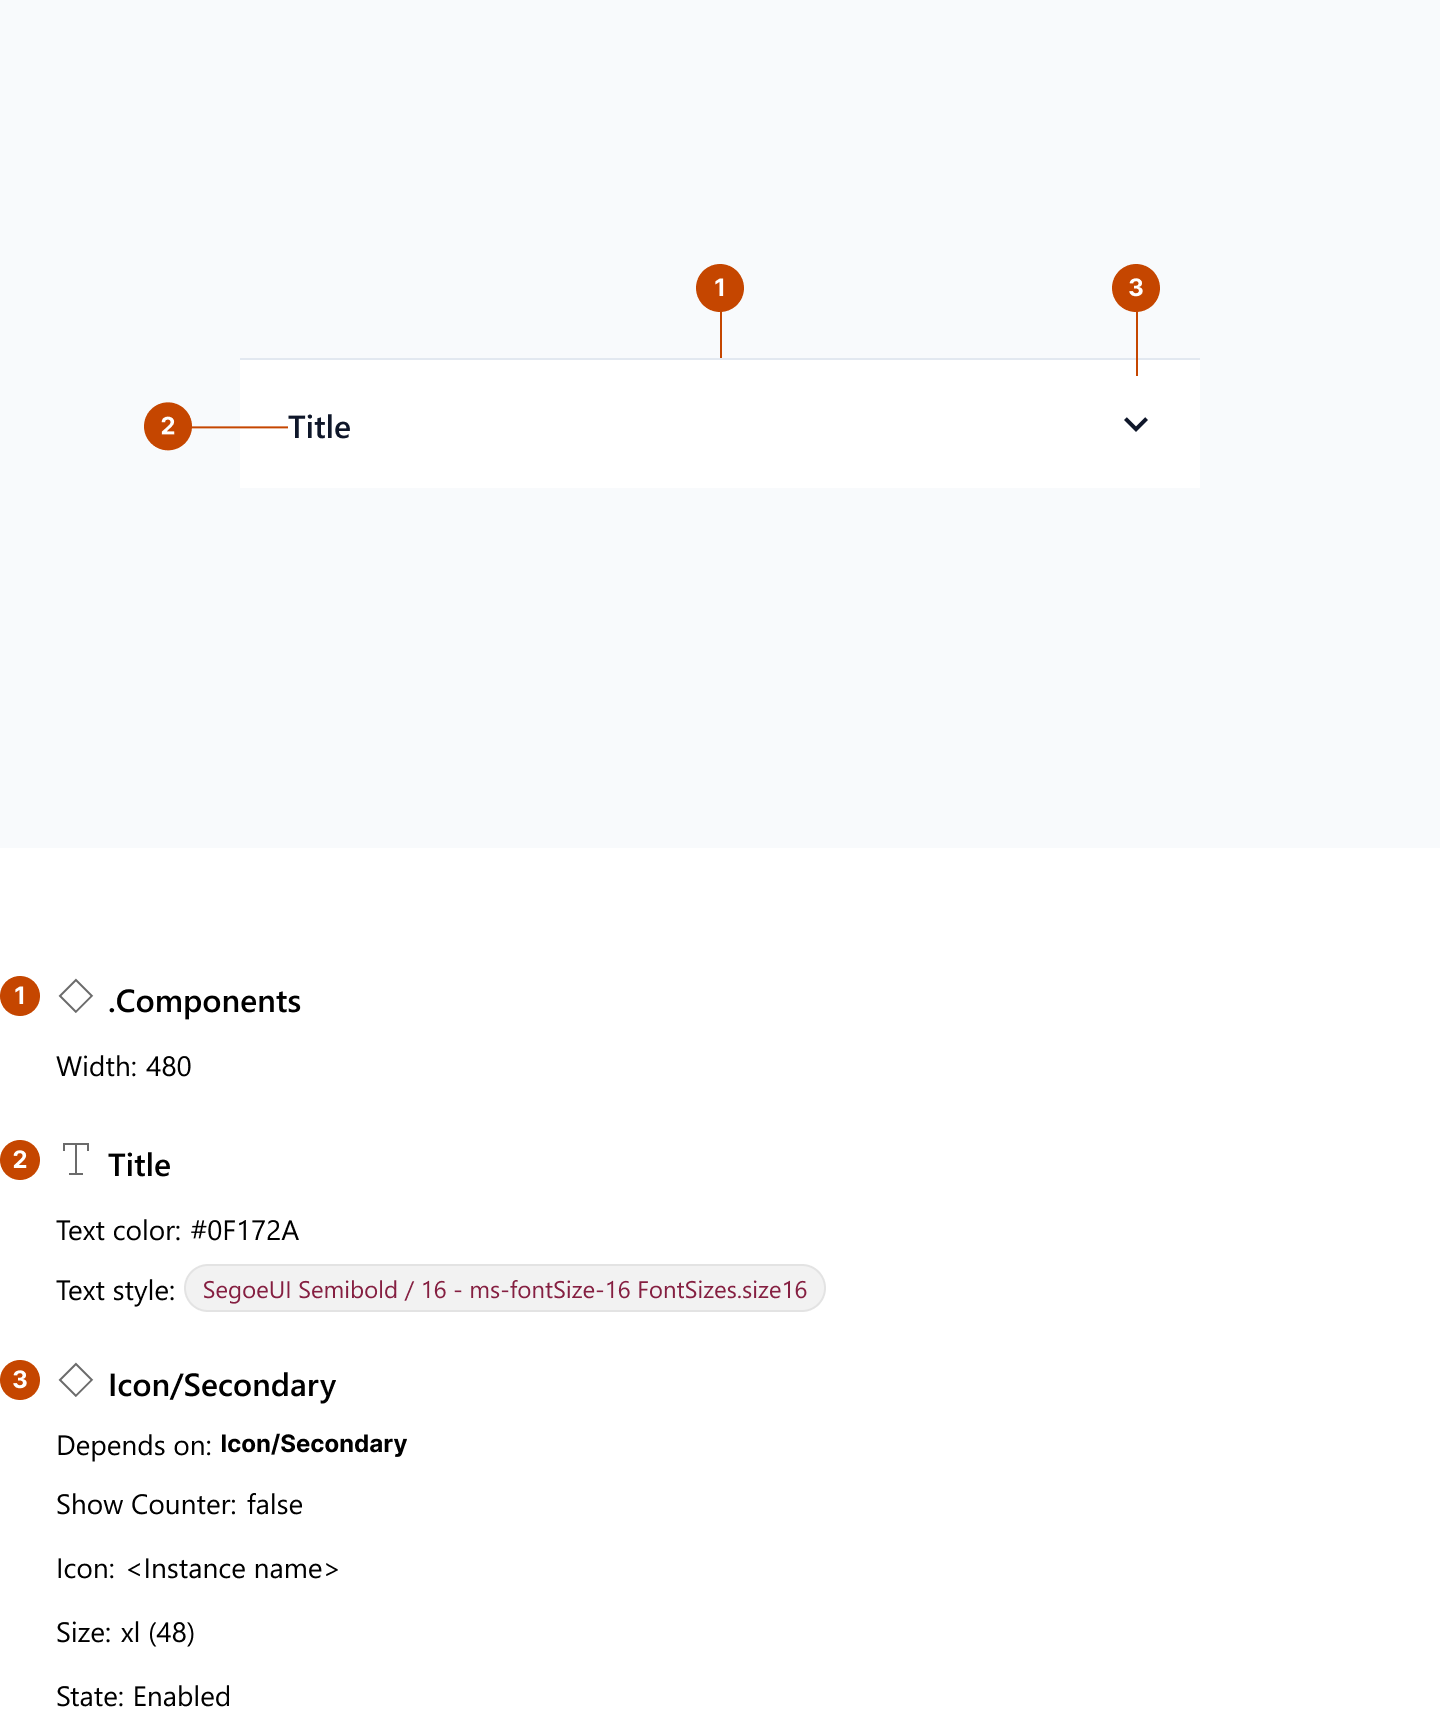 1
3
2
Title
1 .Components
Width: 480
2 Title
Text color: #0F172A
Text style: SegoeUI Semibold / 16 - ms-fontSize-16 FontSizes.size16
3 Icon/Secondary
Depends on: Icon/Secondary
Show Counter: false
Icon: <Instance name>
Size: xl (48)
State: Enabled